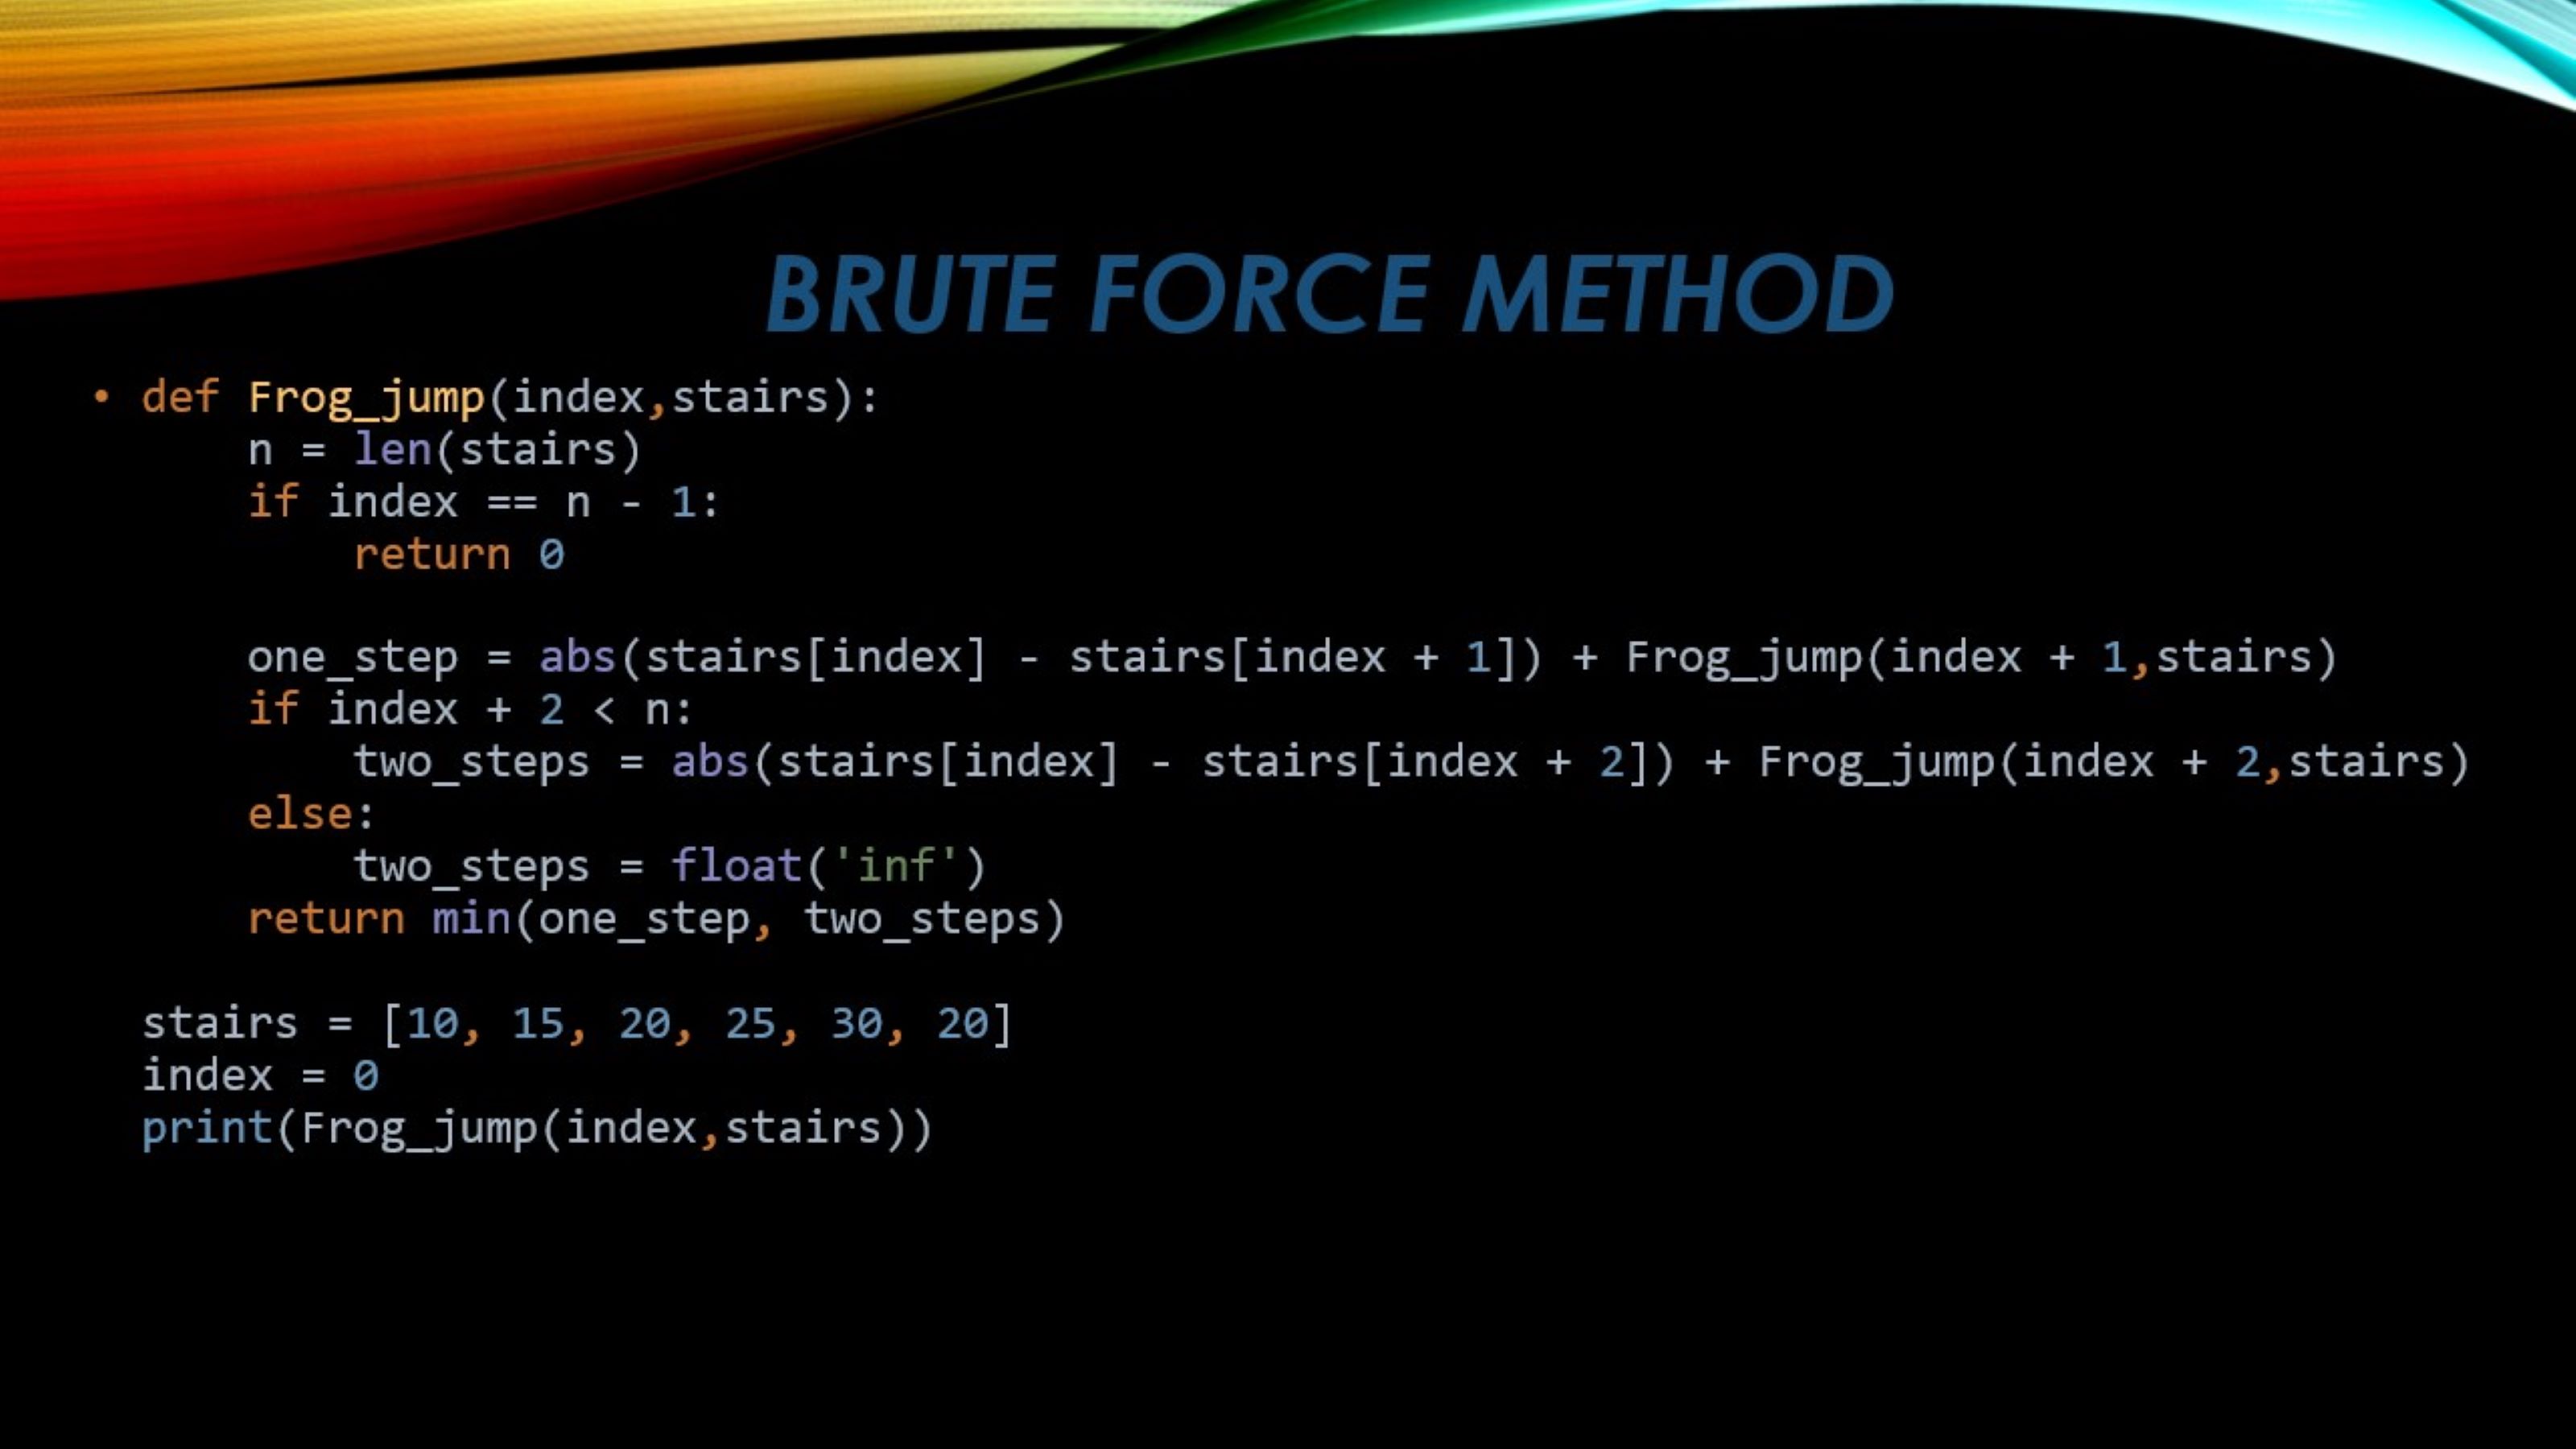 BRUTE FORCE METHOD
• def Frog_jump(index,stairs):
    n = len(stairs)
    if index == n - 1:
        return 0
    one_step = abs(stairs[index] - stairs[index + 1]) + Frog_jump(index + 1,stairs)
    if index + 2 < n:
        two_steps = abs(stairs[index] - stairs[index + 2]) + Frog_jump(index + 2,stairs)
    else:
        two_steps = float('inf')
    return min(one_step, two_steps)
stairs = [10, 15, 20, 25, 30, 20]
index = 0
print(Frog_jump(index,stairs))